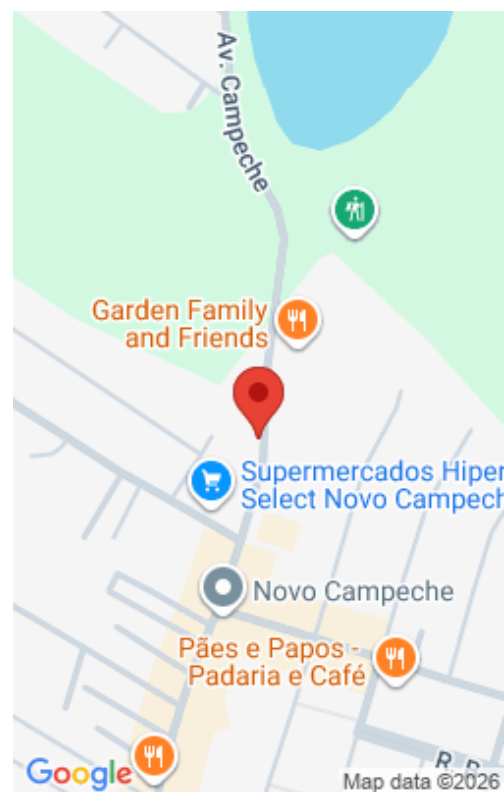 Av. Campeche
Garden Family
and Friends
Supermercados Hiper
Select Novo Campech
Novo Campeche
Pães e Papos -
Padaria e Café
R.
Google
Map data ©2026